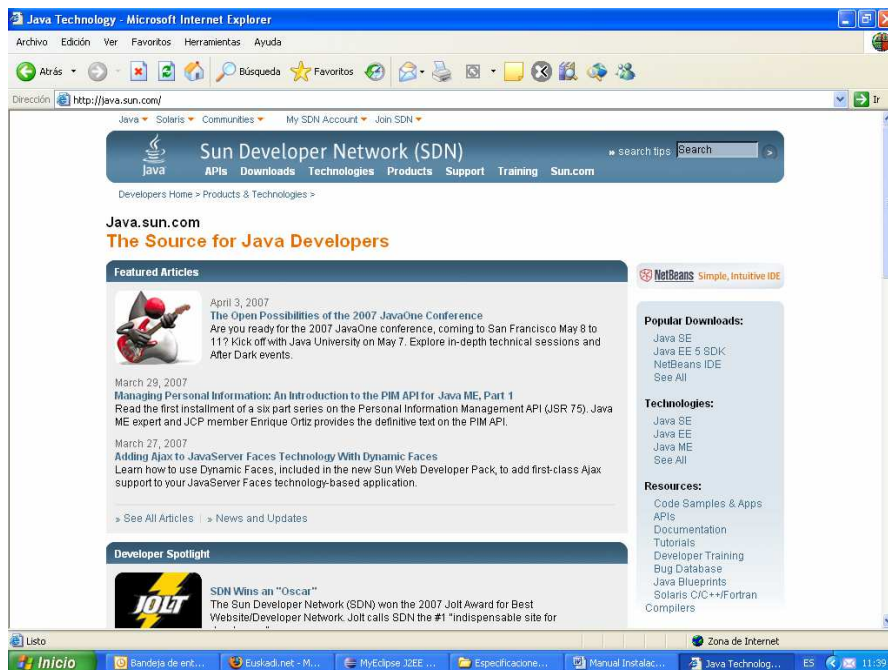 Java Technology - Microsoft Internet Explorer
Archivo Edición Ver Favoritos Herramientas Ayuda
Atrás Búsqueda Favoritos
Dirección http://java.sun.com/ Ir
Java Solaris Communities My SDN Account Join SDN
Java Sun Developer Network (SDN) » search tips Search
APIs Downloads Technologies Products Support Training Sun.com
Developers Home > Products & Technologies >
Java.sun.com
The Source for Java Developers
Featured Articles
April 3, 2007
The Open Possibilities of the 2007 JavaOne Conference
Are you ready for the 2007 JavaOne conference, coming to San Francisco May 8 to
11? Kick off with Java University on May 7. Explore in-depth technical sessions and
After Dark events.
March 29, 2007
Managing Personal Information: An Introduction to the PIM API for Java ME, Part 1
Read the first installment of a six part series on the Personal Information Management API (JSR 75). Java
ME expert and JCP member Enrique Ortiz provides the definitive text on the PIM API.
March 27, 2007
Adding Ajax to JavaServer Faces Technology With Dynamic Faces
Learn how to use Dynamic Faces, included in the new Sun Web Developer Pack, to add first-class Ajax
support to your JavaServer Faces technology-based application.
» See All Articles » News and Updates
Developer Spotlight
JOLT
SDN Wins an "Oscar"
The Sun Developer Network (SDN) won the 2007 Jolt Award for Best
Website/Developer Network. Jolt calls SDN the #1 "indispensable site for
NetBeans Simple, Intuitive IDE
Popular Downloads:
Java SE
Java EE 5 SDK
NetBeans IDE
See All
Technologies:
Java SE
Java EE
Java ME
See All
Resources:
Code Samples & Apps
APIs
Documentation
Tutorials
Developer Training
Bug Database
Java Blueprints
Solaris C/C++/Fortran
Compilers
Listo Zona de Internet
Inicio Bandeja de ent... Euskadi.net - M... MyEclipse J2EE ... Especificacione... Manual Instalac... Java Technolog... ES 11:39